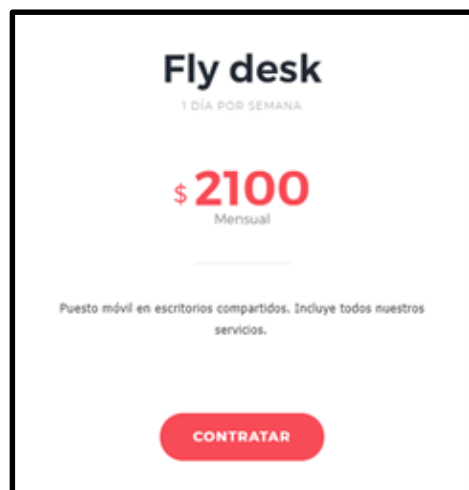 Fly desk
1 DÍA POR SEMANA
$ 2100
Mensual
Puesto móvil en escritorios compartidos. Incluye todos nuestros
servicios.
CONTRATAR